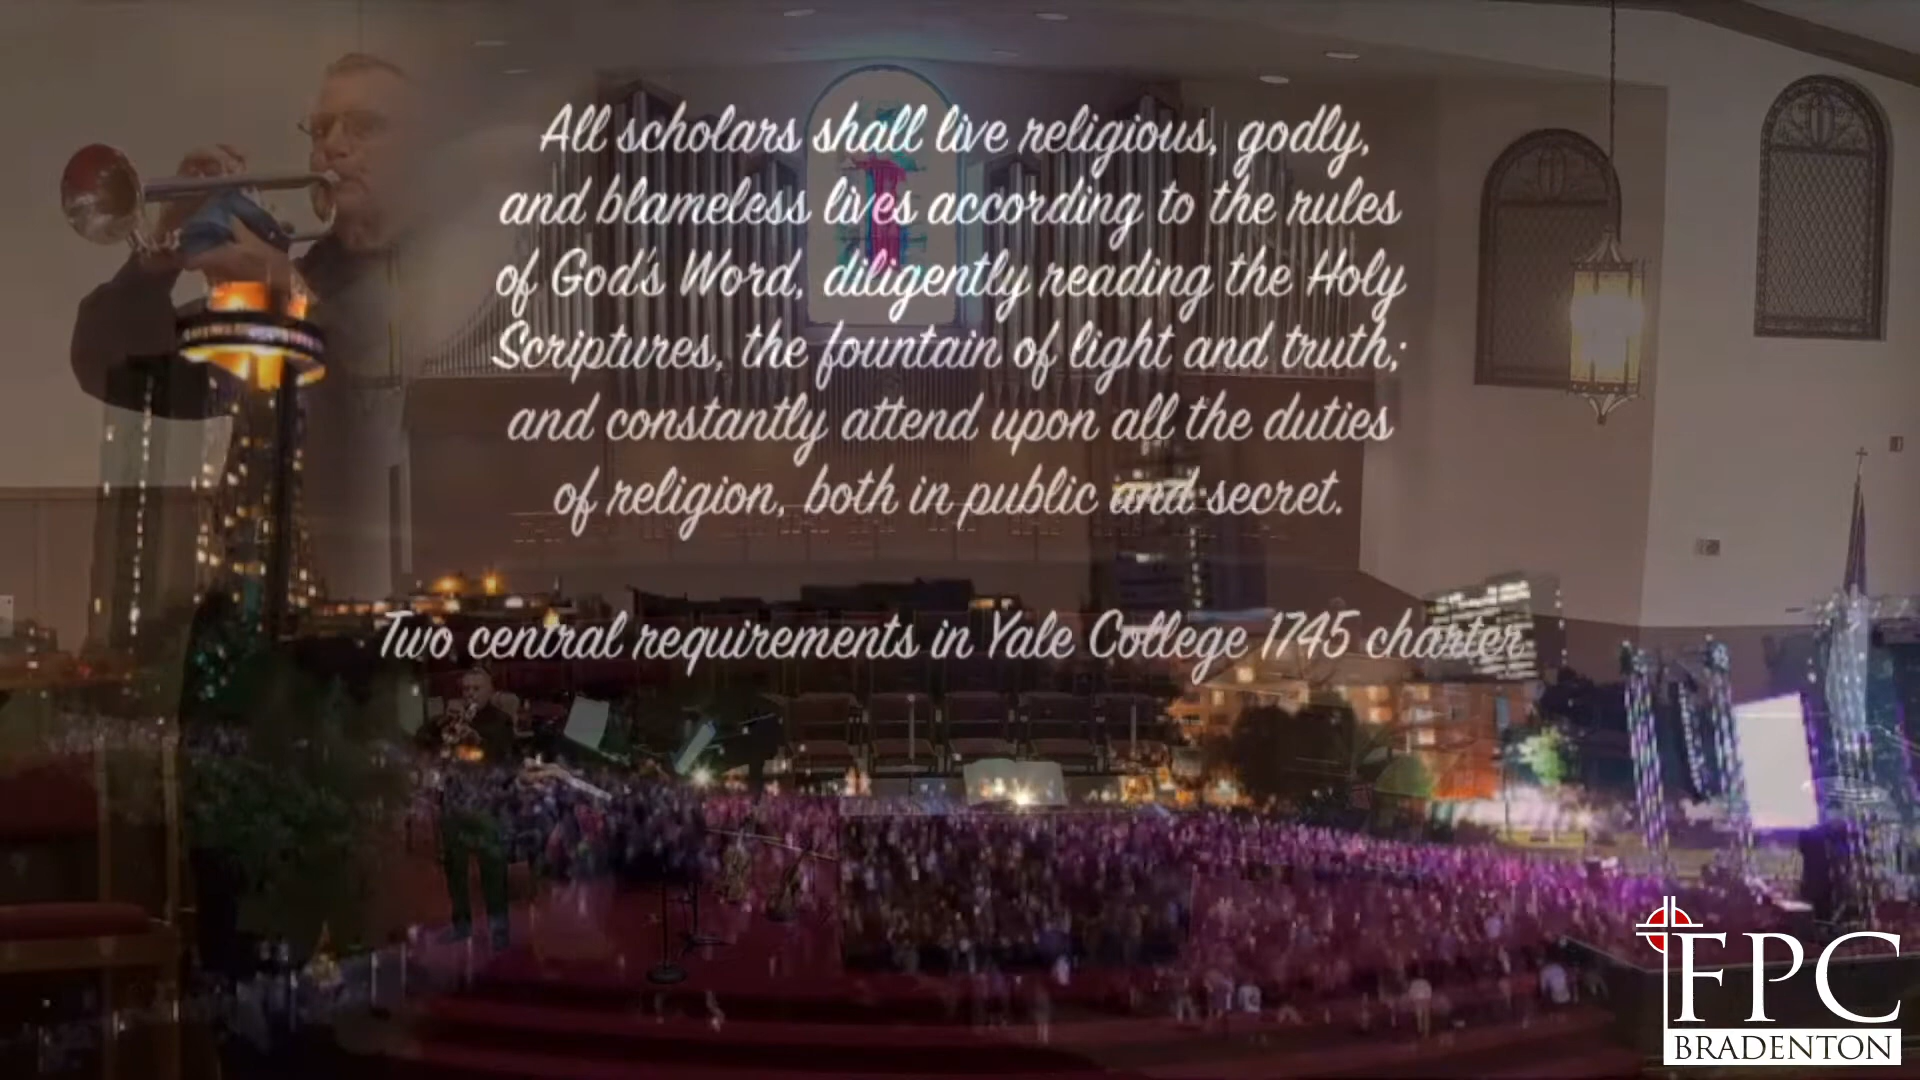 All scholars shall live religious, godly,
and blameless lives according to the rules
of God's Word, diligently reading the Holy
Scriptures, the fountain of light and truth;
and constantly attend upon all the duties
of religion, both in public and secret.
Two central requirements in Yale College 1745 charter
FPC
BRADENTON